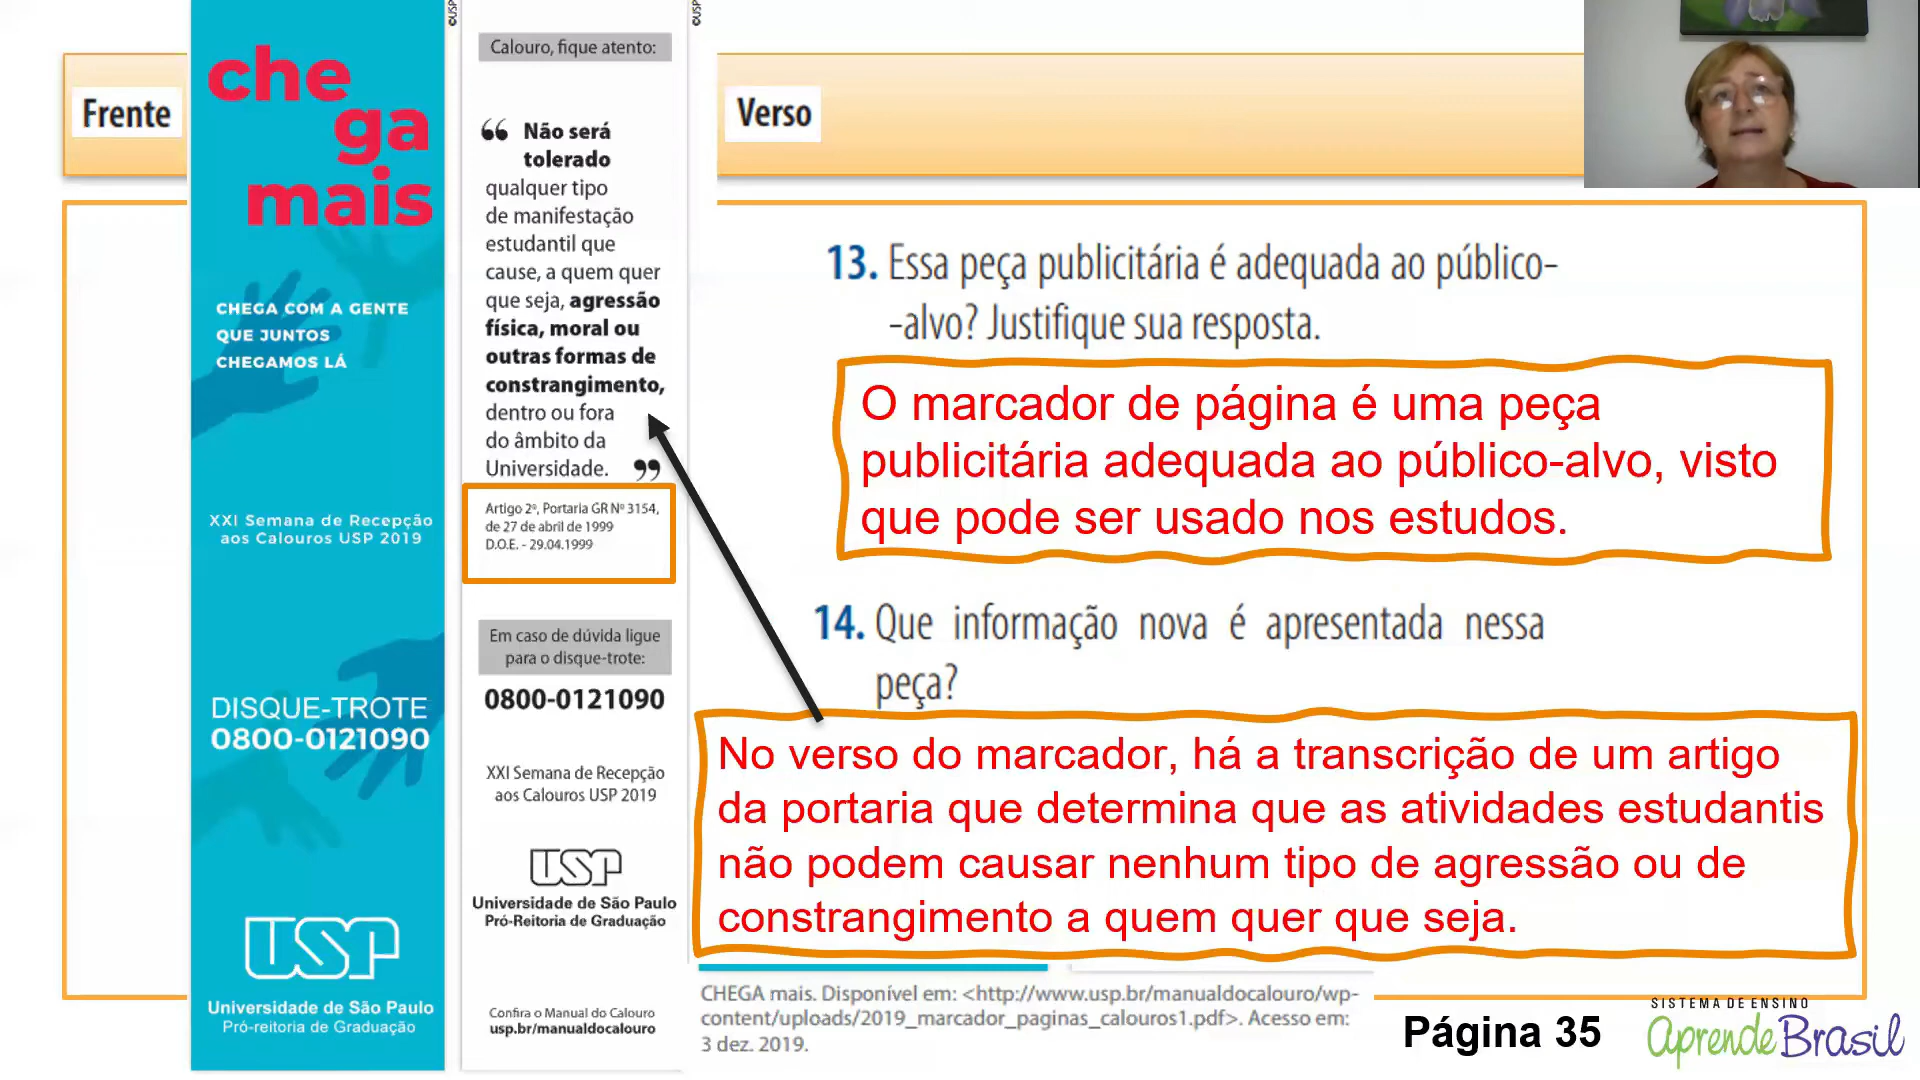 Frente
che
ga
mais
CHEGA COM A GENTE
QUE JUNTOS
CHEGAMOS LÁ
XXI Semana de Recepção
aos Calouros USP 2019
DISQUE-TROTE
0800-0121090
USP
Universidade de São Paulo
Pró-reitoria de Graduação
©USP
Calouro, fique atento:
“ Não será
tolerado
qualquer tipo
de manifestação
estudantil que
cause, a quem quer
que seja, agressão
física, moral ou
outras formas de
constrangimento,
dentro ou fora
do âmbito da
Universidade. ”
Artigo 2º, Portaria GR Nº 3154,
de 27 de abril de 1999
D.O.E. - 29.04.1999
Em caso de dúvida ligue
para o disque-trote:
0800-0121090
XXI Semana de Recepção
aos Calouros USP 2019
USP
Universidade de São Paulo
Pró-Reitoria de Graduação
Confira o Manual do Calouro
usp.br/manualdocalouro
©USP
Verso
13. Essa peça publicitária é adequada ao público-
-alvo? Justifique sua resposta.
O marcador de página é uma peça
publicitária adequada ao público-alvo, visto
que pode ser usado nos estudos.
14. Que informação nova é apresentada nessa
peça?
No verso do marcador, há a transcrição de um artigo
da portaria que determina que as atividades estudantis
não podem causar nenhum tipo de agressão ou de
constrangimento a quem quer que seja.
CHEGA mais. Disponível em: <http://www.usp.br/manualdocalouro/wp-
content/uploads/2019_marcador_paginas_calouros1.pdf>. Acesso em:
3 dez. 2019.
Página 35
SISTEMA DE ENSINO
aprende Brasil